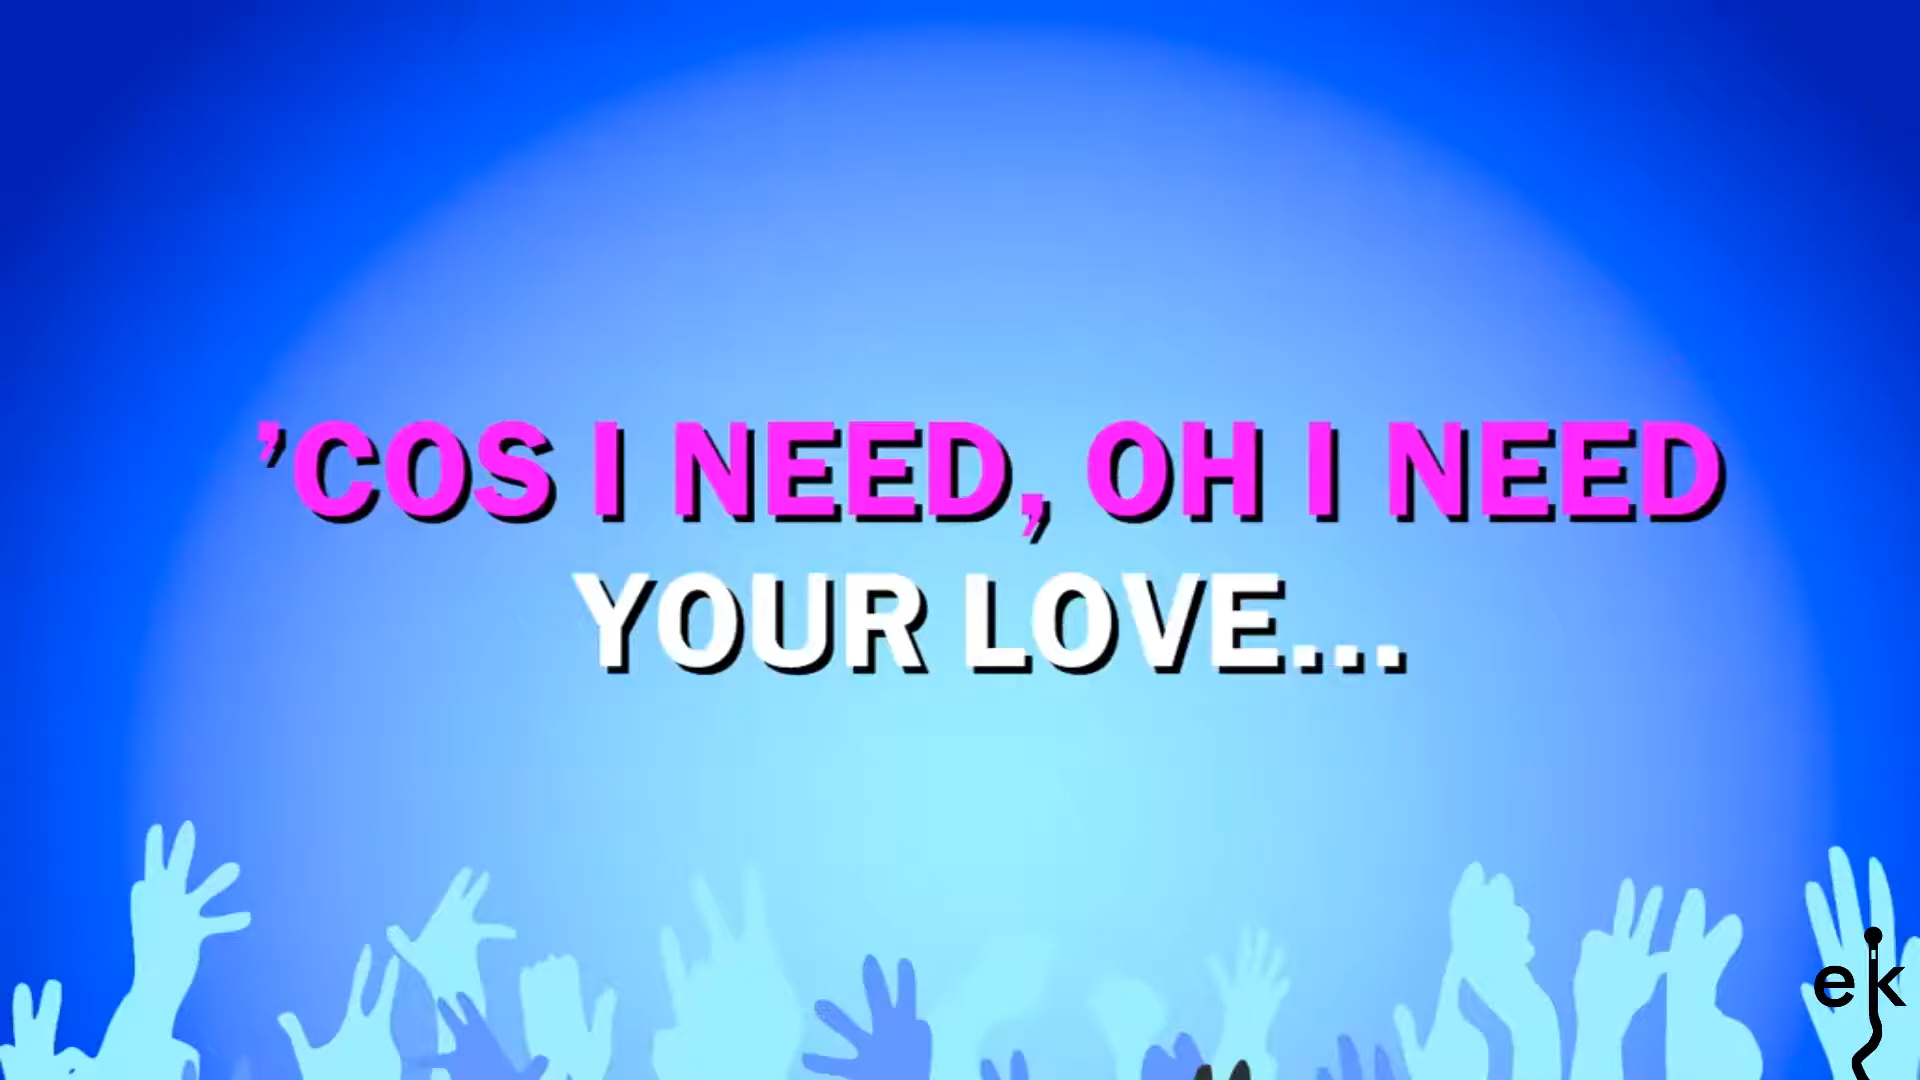 ’COS I NEED, OH I NEED
YOUR LOVE...
ek